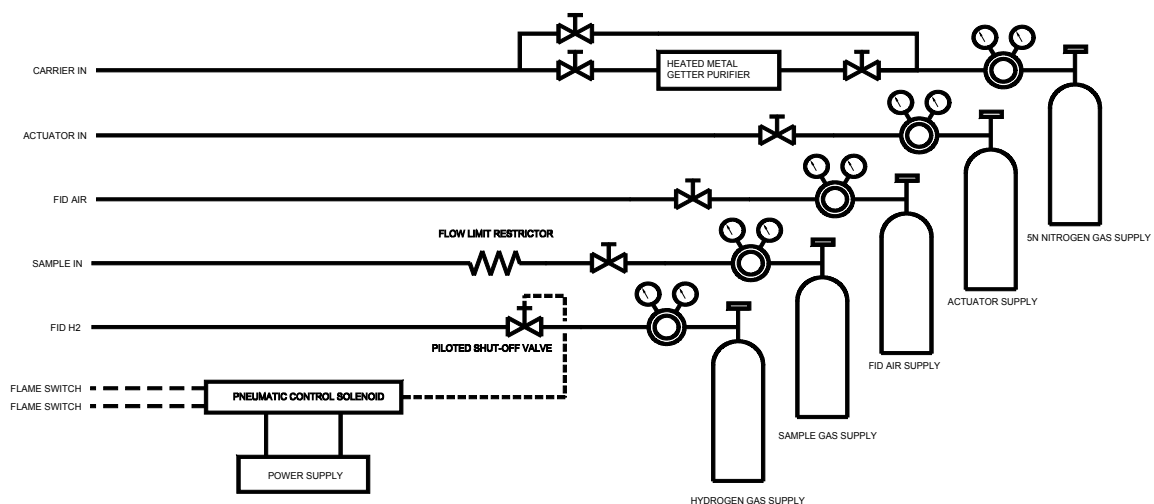 CARRIER IN
HEATED METAL
GETTER PURIFIER
ACTUATOR IN
FID AIR
5N NITROGEN GAS SUPPLY
FLOW LIMIT RESTRICTOR
SAMPLE IN
ACTUATOR SUPPLY
FID H2
PILOTED SHUT-OFF VALVE
FID AIR SUPPLY
FLAME SWITCH
PNEUMATIC CONTROL SOLENOID
FLAME SWITCH
SAMPLE GAS SUPPLY
POWER SUPPLY
HYDROGEN GAS SUPPLY